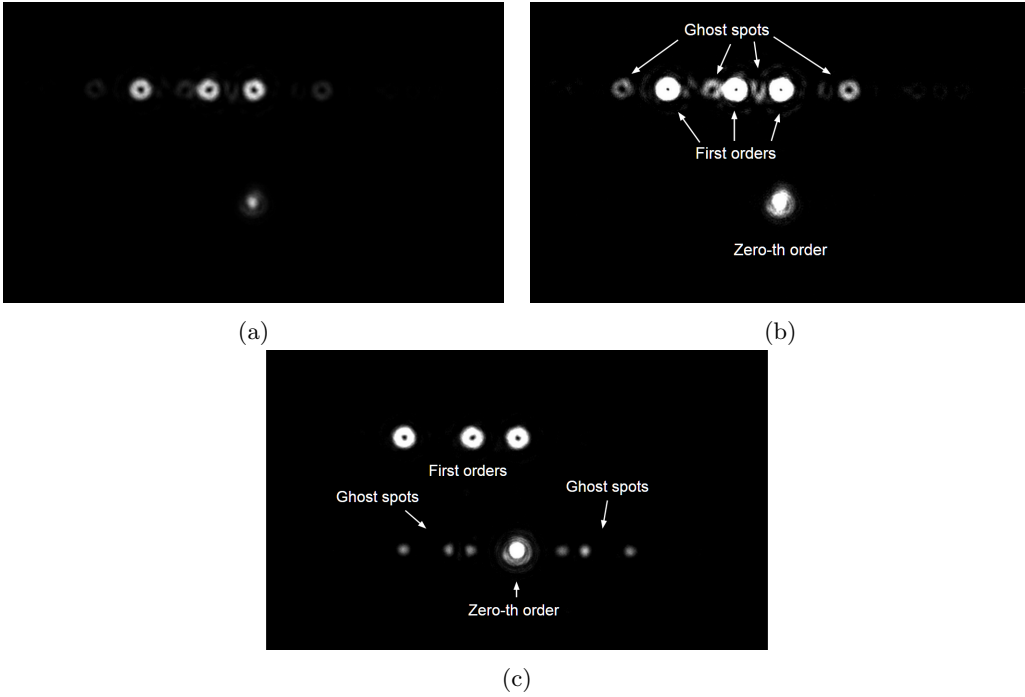 Ghost spots
First orders
Zero-th order
(a)
(b)
First orders
Ghost spots
Ghost spots
Zero-th order
(c)